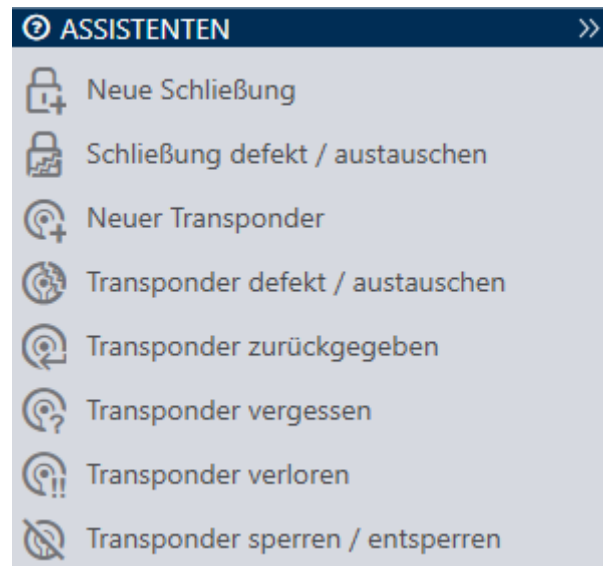 ASSISTENTEN
Neue Schließung
Schließung defekt / austauschen
Neuer Transponder
Transponder defekt / austauschen
Transponder zurückgegeben
Transponder vergessen
Transponder verloren
Transponder sperren / entsperren